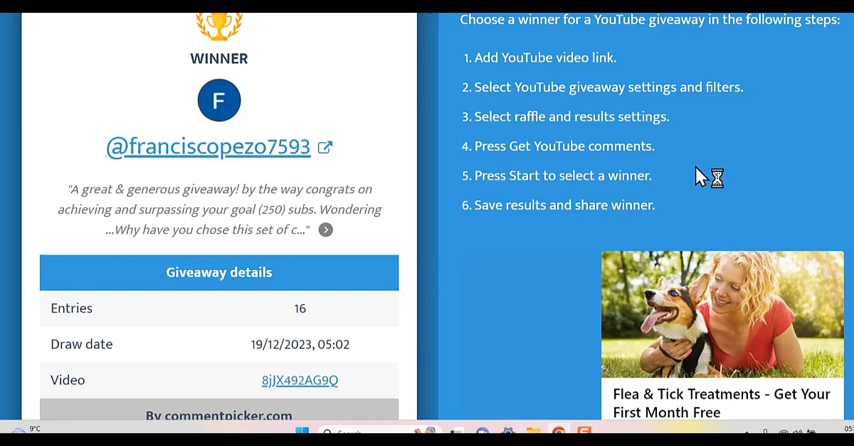 WINNER
F
@franciscopezo7593
"A great & generous giveaway! by the way congrats on
achieving and surpassing your goal (250) subs. Wondering
...Why have you chose this set of c..."
Giveaway details
Entries 16
Draw date 19/12/2023, 05:02
Video 8jJX492AG9Q
By commentpicker.com
Choose a winner for a YouTube giveaway in the following steps:
1. Add YouTube video link.
2. Select YouTube giveaway settings and filters.
3. Select raffle and results settings.
4. Press Get YouTube comments.
5. Press Start to select a winner.
6. Save results and share winner.
Flea & Tick Treatments - Get Your
First Month Free
9°C
Search